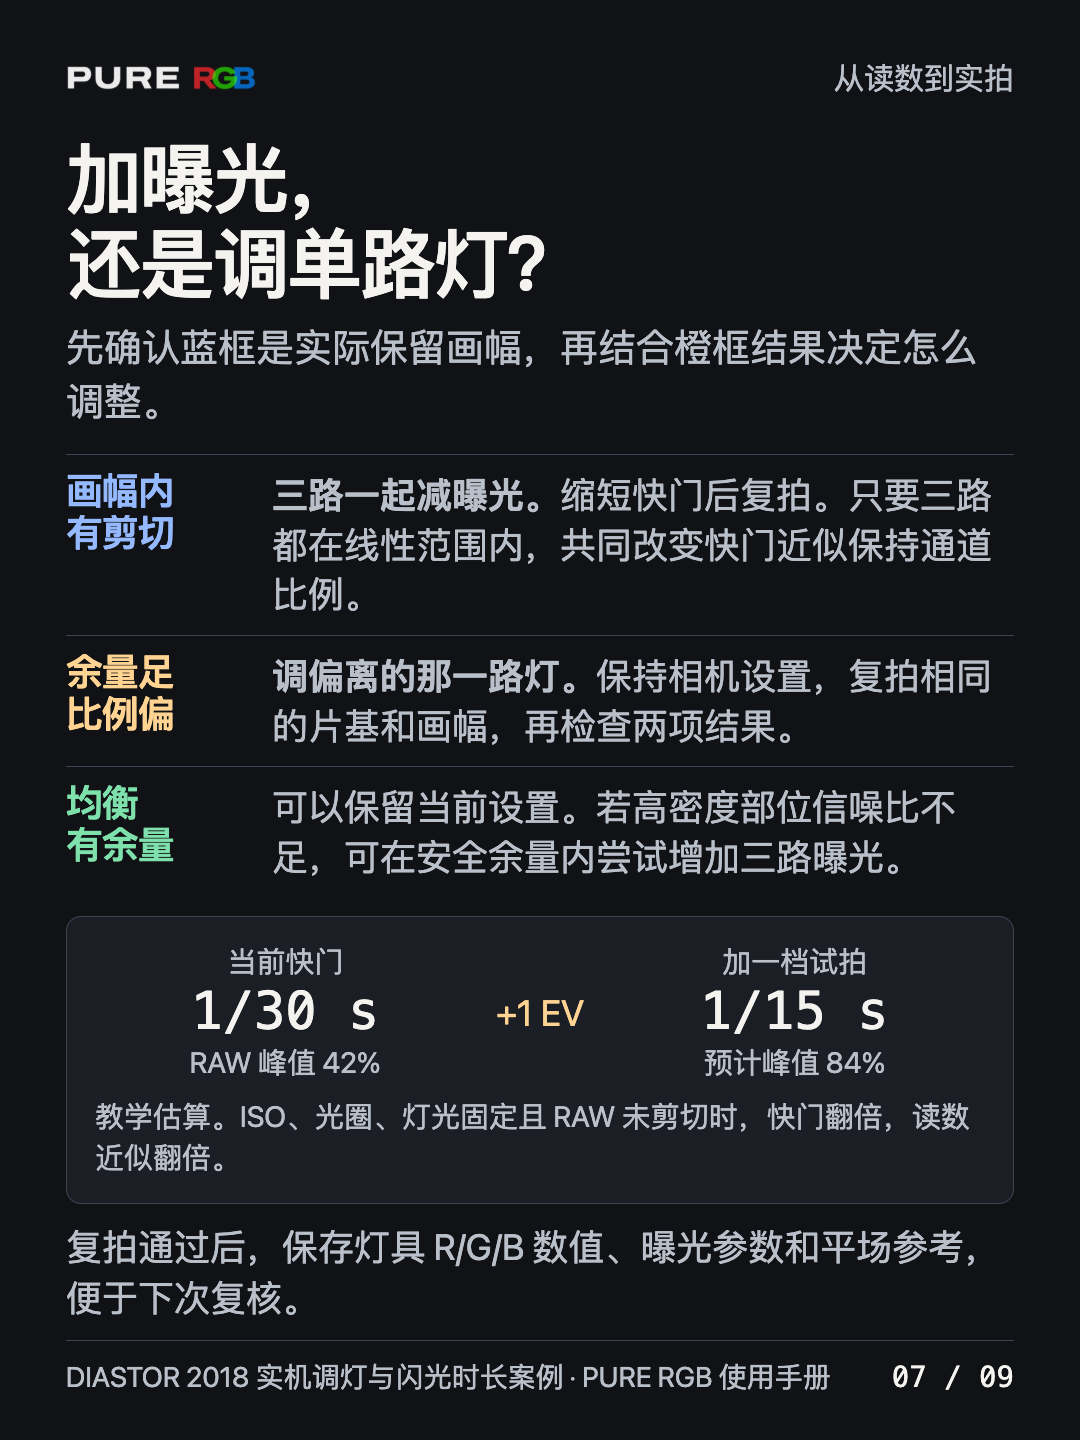 PURE RGB
从读数到实拍
加曝光，
还是调单路灯？
先确认蓝框是实际保留画幅，再结合橙框结果决定怎么
调整。
画幅内
有剪切
三路一起减曝光。缩短快门后复拍。只要三路
都在线性范围内，共同改变快门近似保持通道
比例。
余量足
比例偏
调偏离的那一路灯。保持相机设置，复拍相同
的片基和画幅，再检查两项结果。
均衡
有余量
可以保留当前设置。若高密度部位信噪比不
足，可在安全余量内尝试增加三路曝光。
当前快门
1/30 s
RAW 峰值 42%
+1 EV
加一档试拍
1/15 s
预计峰值 84%
教学估算。ISO、光圈、灯光固定且 RAW 未剪切时，快门翻倍，读数
近似翻倍。
复拍通过后，保存灯具 R/G/B 数值、曝光参数和平场参考，
便于下次复核。
DIASTOR 2018 实机调灯与闪光时长案例 · PURE RGB 使用手册
07 / 09